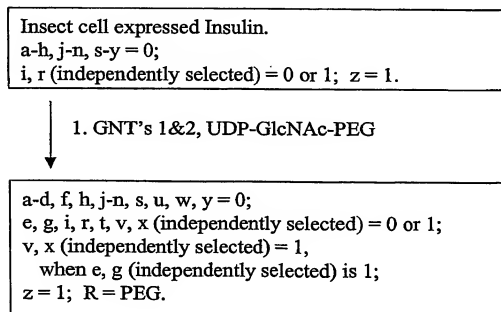 Insect cell expressed Insulin.
a-h, j-n, s-y = 0;
i, r (independently selected) = 0 or 1; z = 1.
1. GNT's 1&2, UDP-GlcNAc-PEG
a-d, f, h, j-n, s, u, w, y = 0;
e, g, i, r, t, v, x (independently selected) = 0 or 1;
v, x (independently selected) = 1,
when e, g (independently selected) is 1;
z = 1; R = PEG.